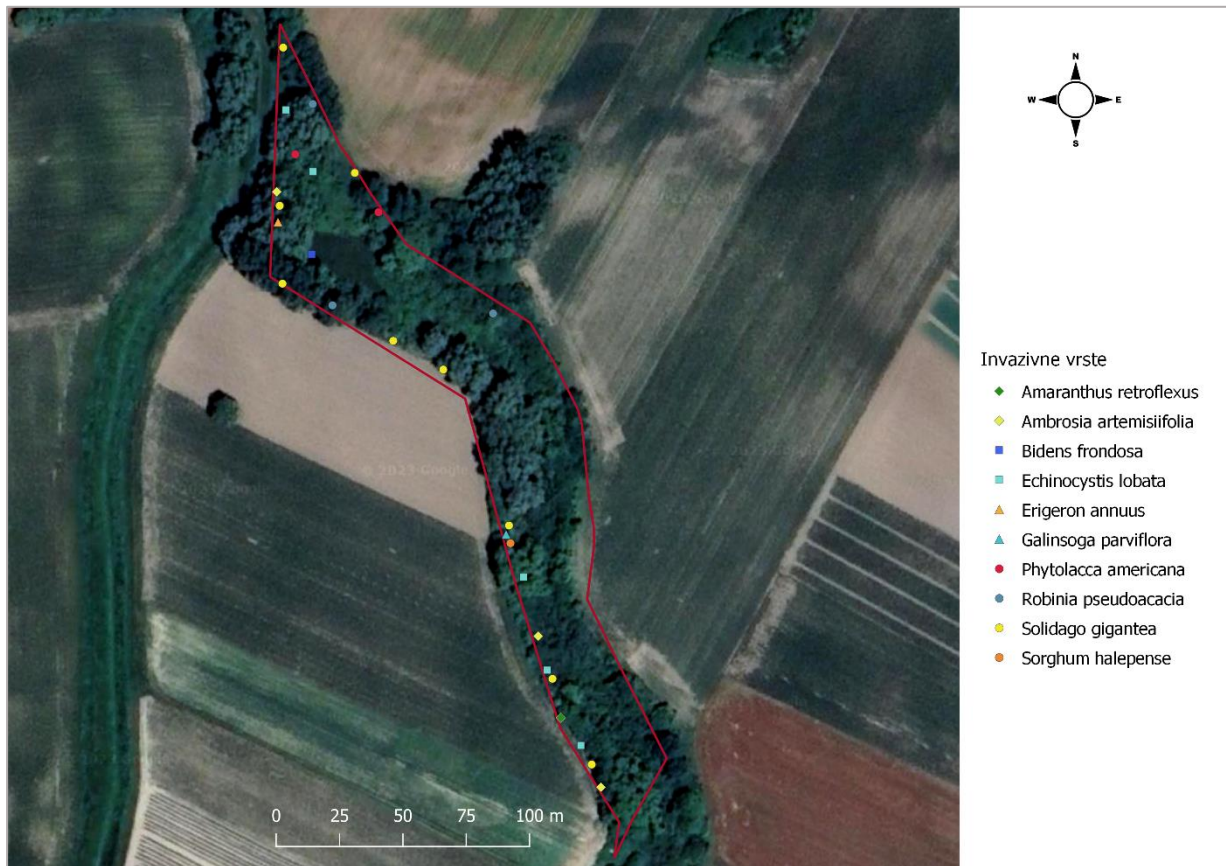 N
W E
S
Invazivne vrste
Amaranthus retroflexus
Ambrosia artemisiifolia
Bidens frondosa
Echinocystis lobata
Erigeron annuus
Galinsoga parviflora
Phytolacca americana
Robinia pseudoacacia
Solidago gigantea
Sorghum halepense
© 2023 Google
0 25 50 75 100 m